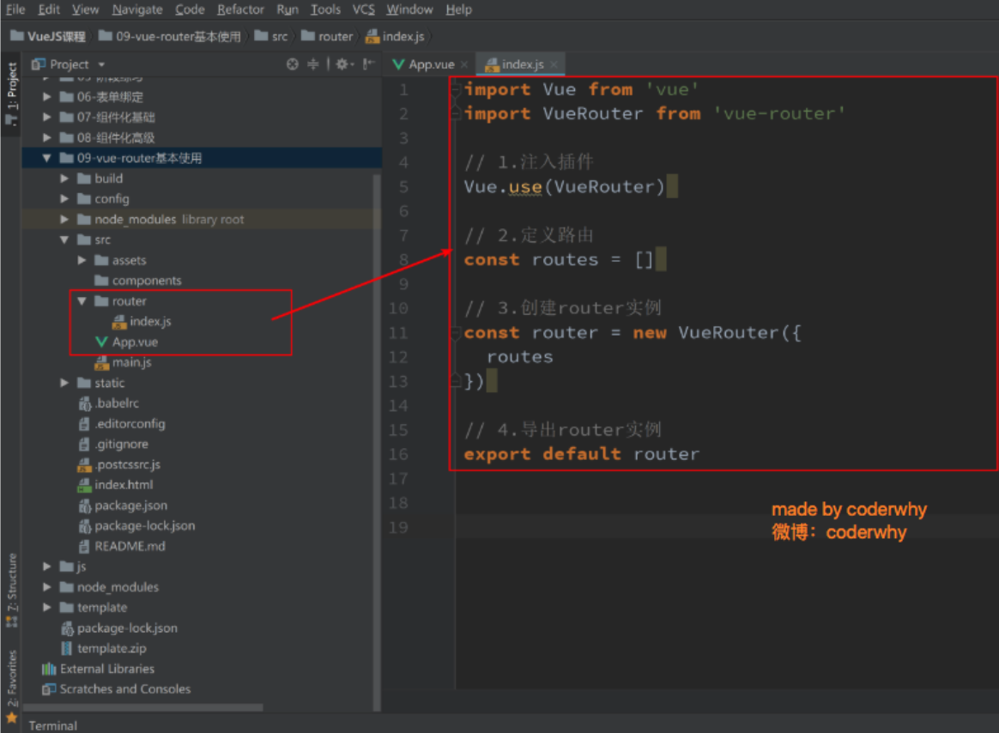 File Edit View Navigate Code Refactor Run Tools VCS Window Help
VueJS课程 09-vue-router基本使用 src router index.js
1: Project
Project
App.vue
index.js
06-表单绑定
07-组件化基础
08-组件化高级
09-vue-router基本使用
build
config
node_modules library root
src
assets
components
router
index.js
App.vue
main.js
static
.babelrc
.editorconfig
.gitignore
.postcssrc.js
index.html
package.json
package-lock.json
README.md
js
node_modules
template
package-lock.json
template.zip
External Libraries
Scratches and Consoles
7: Structure
2: Favorites
Terminal
1 import Vue from 'vue'
2 import VueRouter from 'vue-router'
3
4 // 1.注入插件
5 Vue.use(VueRouter)
6
7 // 2.定义路由
8 const routes = []
9
10 // 3.创建router实例
11 const router = new VueRouter({
12 routes
13 })
14
15 // 4.导出router实例
16 export default router
17
18
19
made by coderwhy
微博：coderwhy